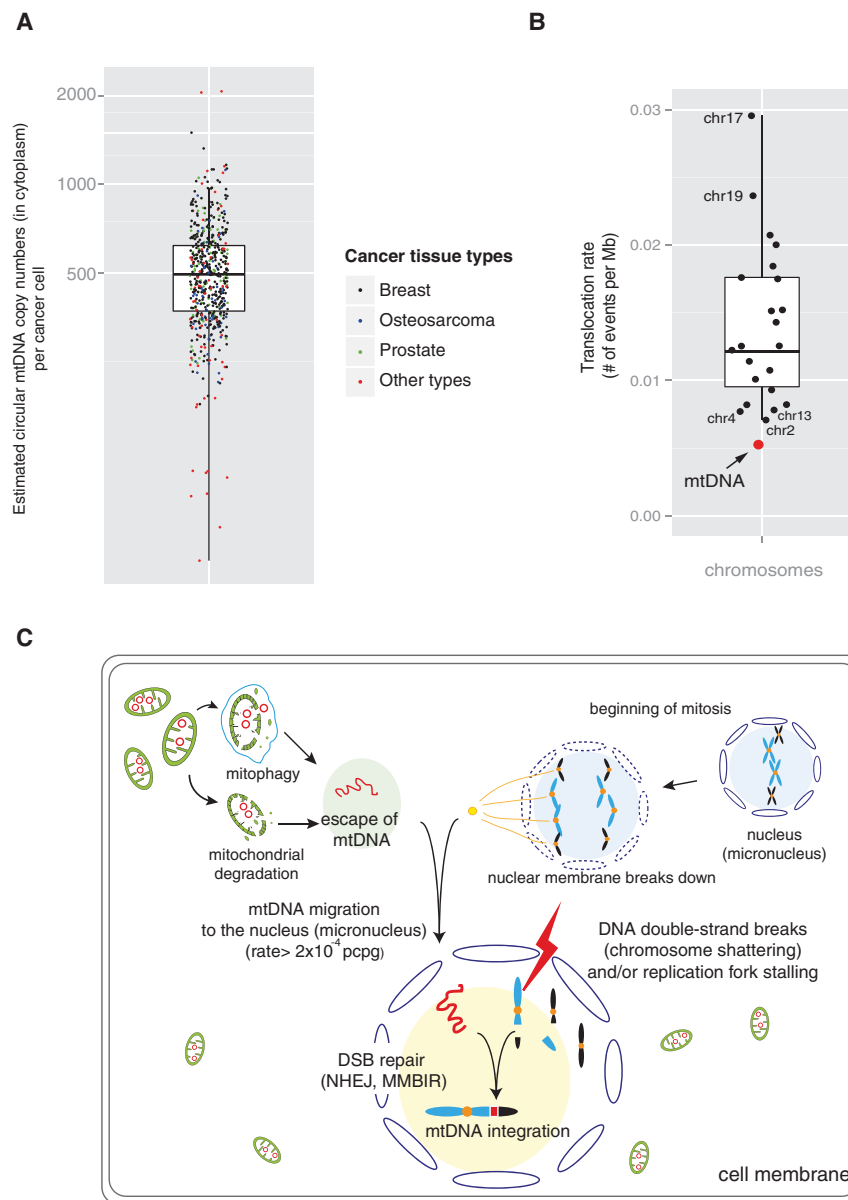 A
Estimated circular mtDNA copy numbers (in cytoplasm)
per cancer cell
2000
1000
500
Cancer tissue types
Breast
Osteosarcoma
Prostate
Other types
B
Translocation rate
(# of events per Mb)
0.03
0.02
0.01
0.00
chr17
chr19
chr4
chr13
chr2
mtDNA
chromosomes
C
mitophagy
mitochondrial
degradation
escape of
mtDNA
beginning of mitosis
nucleus
(micronucleus)
nuclear membrane breaks down
mtDNA migration
to the nucleus (micronucleus)
(rate> 2x10⁻⁴ pcpg)
DNA double-strand breaks
(chromosome shattering)
and/or replication fork stalling
DSB repair
(NHEJ, MMBIR)
mtDNA integration
cell membrane